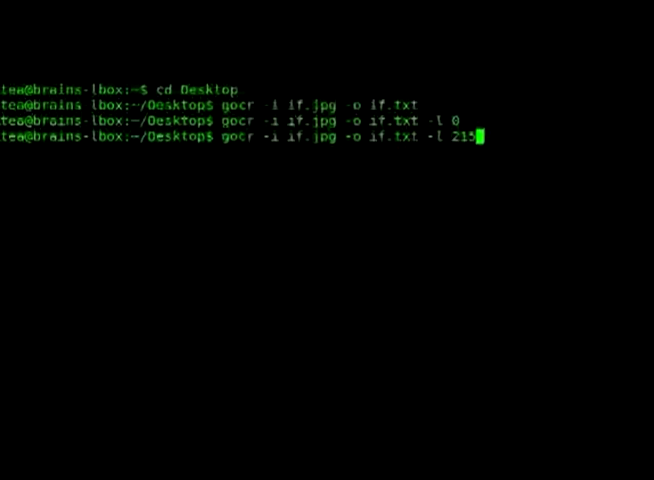 tea@brains-lbox:~$ cd Desktop
tea@brains-lbox:~/Desktop$ gocr -i if.jpg -o if.txt
tea@brains-lbox:~/Desktop$ gocr -i if.jpg -o if.txt -l 0
tea@brains-lbox:~/Desktop$ gocr -i if.jpg -o if.txt -l 215